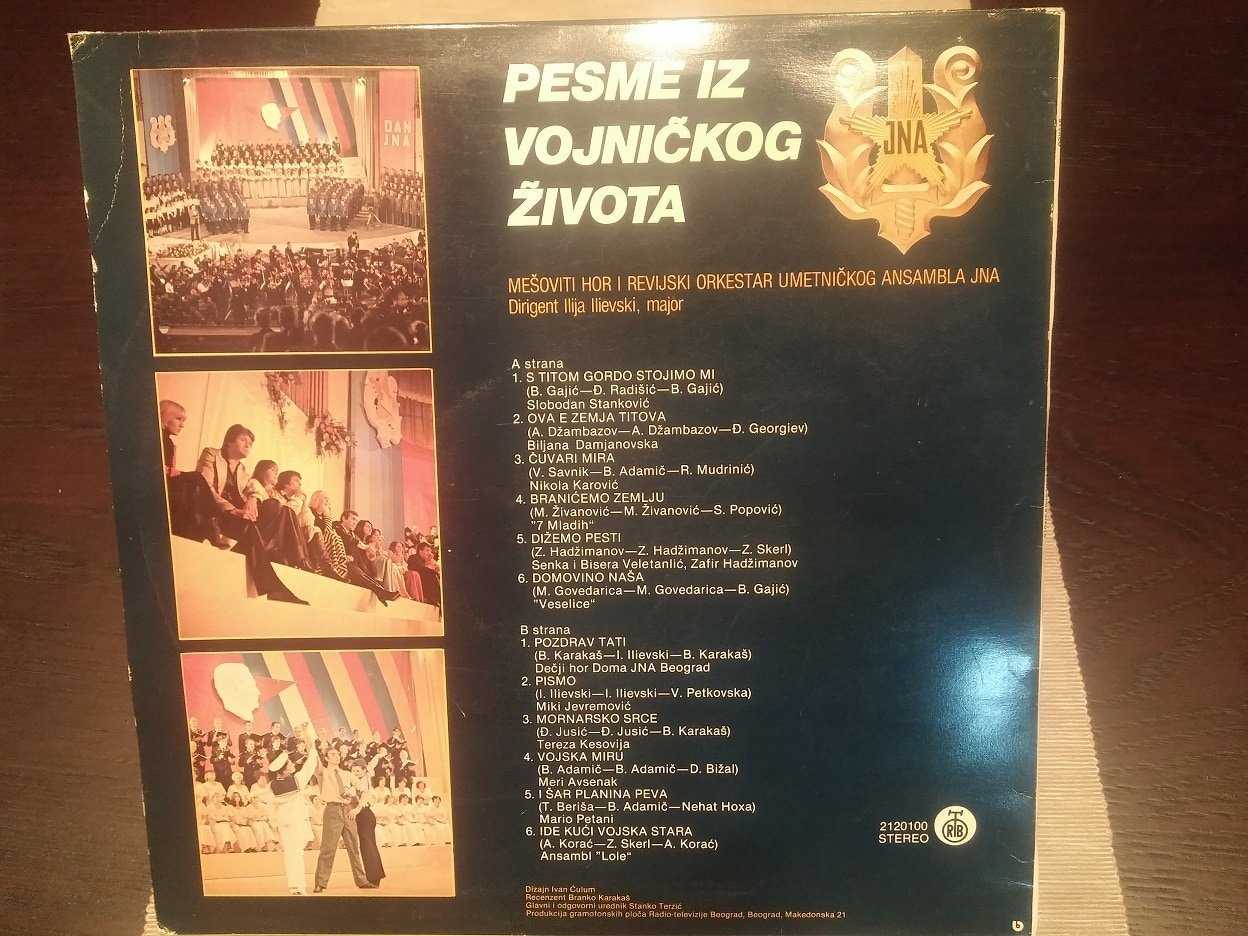 DAN
JNA
PESME IZ
VOJNIČKOG
ŽIVOTA
JNA
MEŠOVITI HOR I REVIJSKI ORKESTAR UMETNIČKOG ANSAMBLA JNA
Dirigent Ilija Ilievski, major
A strana
1. S TITOM GORDO STOJIMO MI
(B. Gajić—Đ. Radišić—B. Gajić)
Slobodan Stanković
2. OVA E ZEMJA TITOVA
(A. Džambazov—A. Džambazov—Đ. Georgiev)
Biljana Damjanovska
3. ČUVARI MIRA
(V. Savnik—B. Adamič—R. Mudrinić)
Nikola Karović
4. BRANIĆEMO ZEMLJU
(M. Živanović—M. Živanović—S. Popović)
"7 Mladih“
5. DIŽEMO PESTI
(Z. Hadžimanov—Z. Hadžimanov—Z. Skerl)
Senka i Bisera Veletanlić, Zafir Hadžimanov
6. DOMOVINO NAŠA
(M. Govedarica—M. Govedarica—B. Gajić)
"Veselice“
B strana
1. POZDRAV TATI
(B. Karakaš—I. Ilievski—B. Karakaš)
Dečji hor Doma JNA Beograd
2. PISMO
(I. Ilievski—I. Ilievski—V. Petkovska)
Miki Jevremović
3. MORNARSKO SRCE
(Đ. Jusić—Đ. Jusić—B. Karakaš)
Tereza Kesovija
4. VOJSKA MIRU
(B. Adamič—B. Adamič—D. Bižal)
Meri Avsenak
5. I ŠAR PLANINA PEVA
(T. Beriša—B. Adamič—Nehat Hoxa)
Mario Petani
6. IDE KUĆI VOJSKA STARA
(A. Korać—Z. Skerl—A. Korać)
Ansambl "Lole“
2120100
STEREO
RTB
Dizajn Ivan Ćulum
Recenzent Branko Karakaš
Glavni i odgovorni urednik Stanko Terzić
Produkcija gramofonskih ploča Radio-televizije Beograd, Beograd, Makedonska 21
b